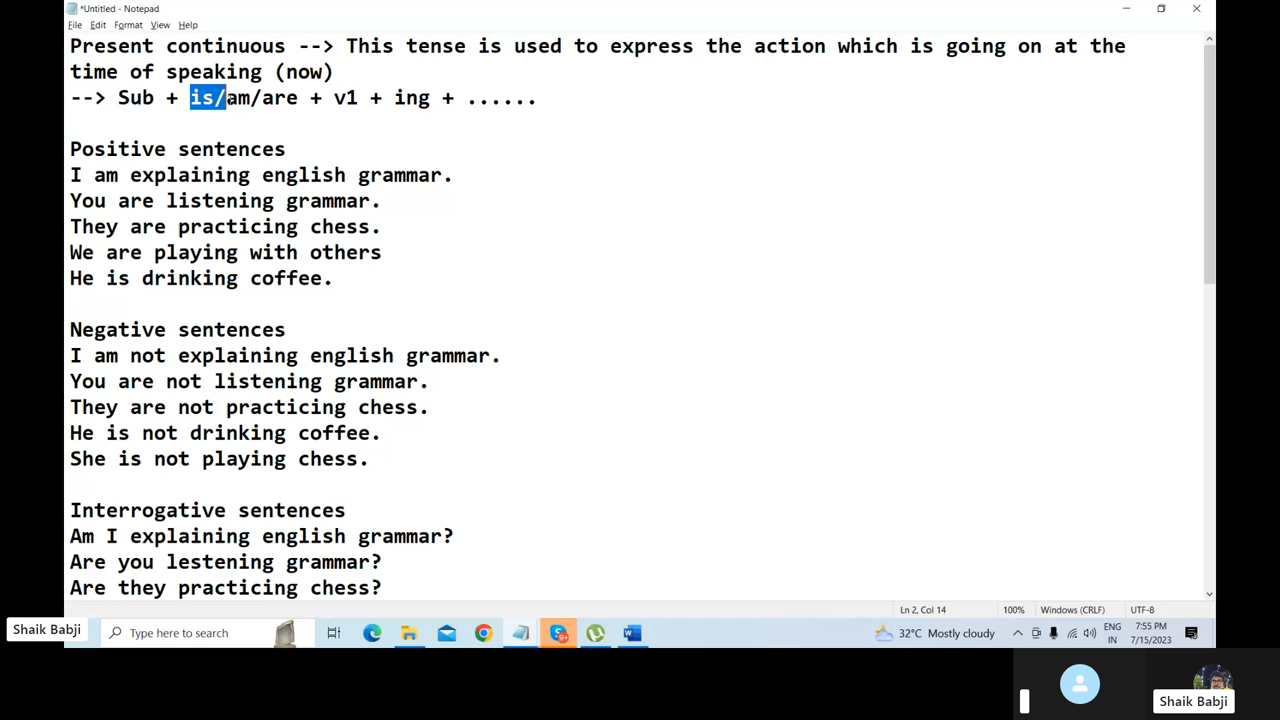 *Untitled - Notepad
File Edit Format View Help
Present continuous --> This tense is used to express the action which is going on at the
time of speaking (now)
--> Sub + is/am/are + v1 + ing + ......
Positive sentences
I am explaining english grammar.
You are listening grammar.
They are practicing chess.
We are playing with others
He is drinking coffee.
Negative sentences
I am not explaining english grammar.
You are not listening grammar.
They are not practicing chess.
He is not drinking coffee.
She is not playing chess.
Interrogative sentences
Am I explaining english grammar?
Are you lestening grammar?
Are they practicing chess?
Ln 2, Col 14 100% Windows (CRLF) UTF-8
Shaik Babji
Type here to search
32°C Mostly cloudy
ENG
IN
7:55 PM
7/15/2023
Shaik Babji